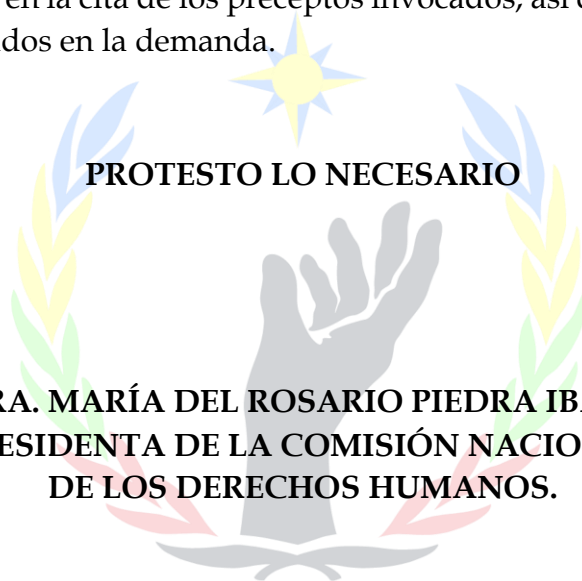 en la cita de los preceptos invocados, así
dos en la demanda.
PROTESTO LO NECESARIO
RA. MARÍA DEL ROSARIO PIEDRA IB
ESIDENTA DE LA COMISIÓN NACIO
DE LOS DERECHOS HUMANOS.